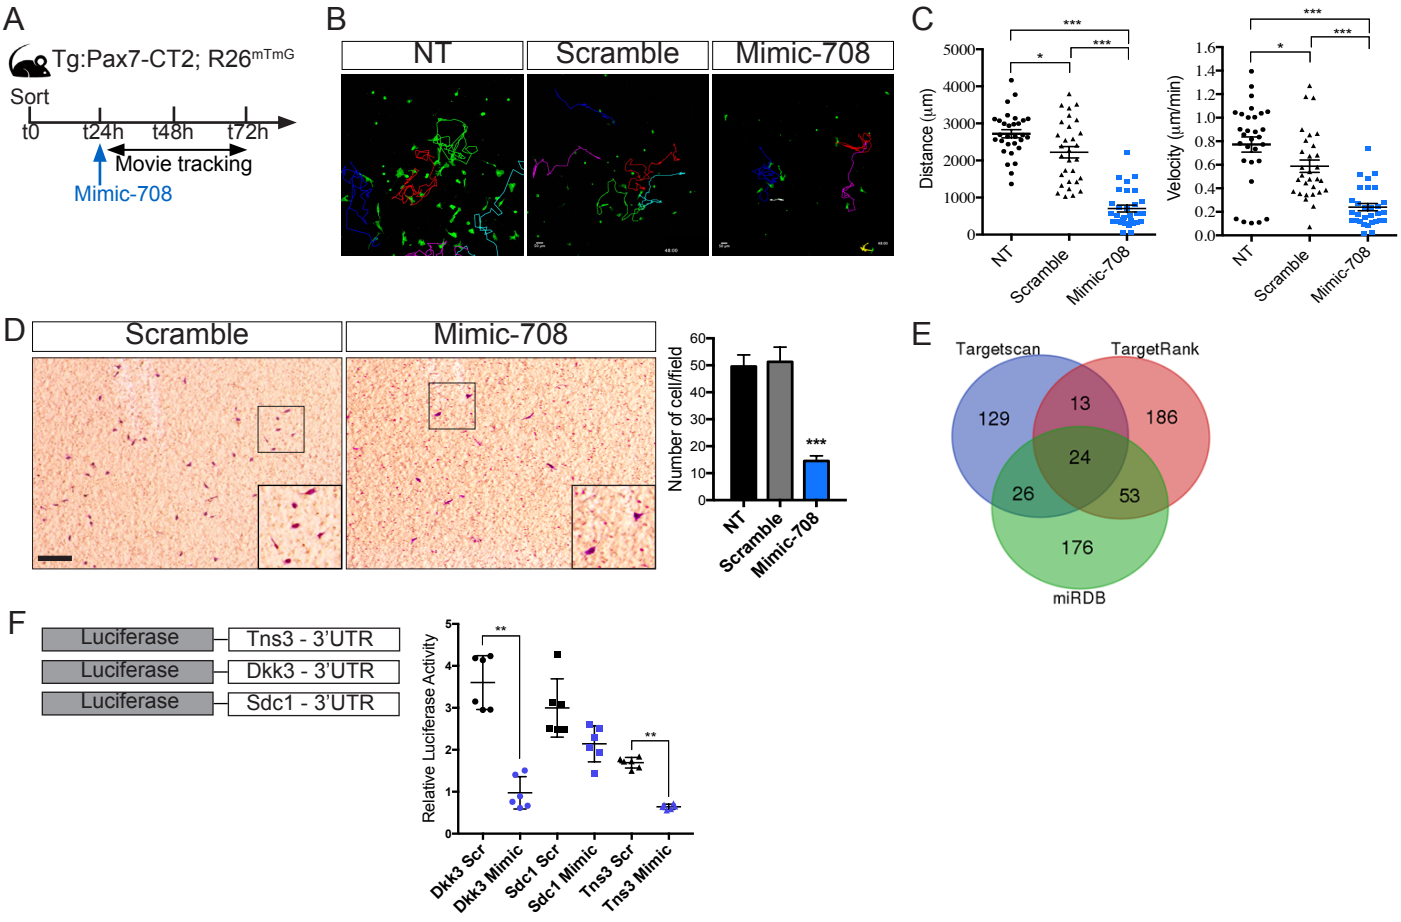 A
Tg:Pax7-CT2; R26mTmG
Sort
t0 t24h t48h t72h
Movie tracking
Mimic-708
B
NT Scramble Mimic-708
48:00
48:00
C
***
* ***
5000
4000
3000
2000
1000
0
Distance (μm)
NT Scramble Mimic-708
***
* ***
1.6
1.4
1.2
1.0
0.8
0.6
0.4
0.2
0.0
Velocity (μm/min)
NT Scramble Mimic-708
D
Scramble Mimic-708
60
50
40
30
20
10
0
Number of cell/field
***
NT Scramble Mimic-708
E
Targetscan TargetRank
129 13 186
24
26 53
176
miRDB
F
Luciferase Tns3 - 3'UTR
Luciferase Dkk3 - 3'UTR
Luciferase Sdc1 - 3'UTR
5
4
3
2
1
0
Relative Luciferase Activity
**
**
Dkk3 Scr Dkk3 Mimic Sdc1 Scr Sdc1 Mimic Tns3 Scr Tns3 Mimic